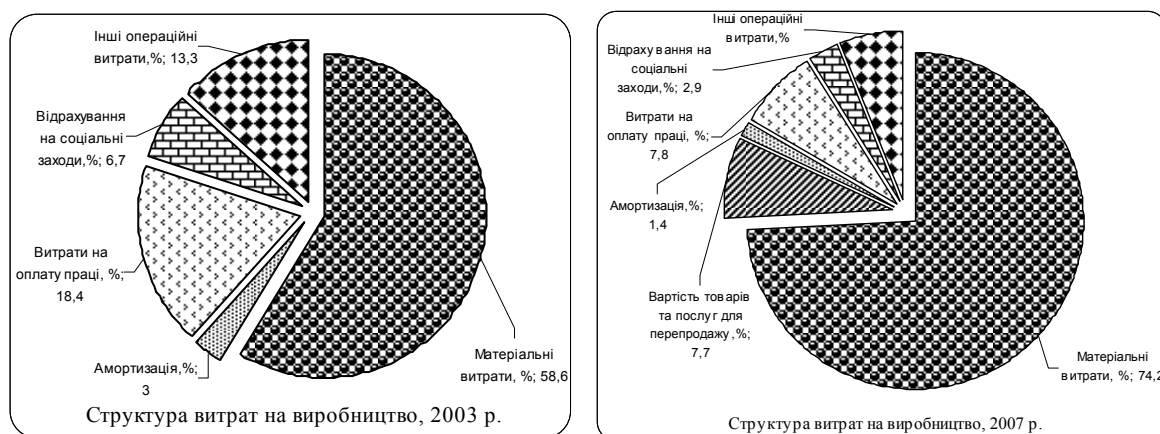 Інші операційні
витрати,%; 13,3
Відрахування
на соціальні
заходи,%; 6,7
Витрати на
оплату праці, %;
18,4
Амортизація,%;
3
Матеріальні
витрати, %; 58,6
Структура витрат на виробництво, 2003 р.
Інші операційні
витрати,%
Відрахування на
соціальні
заходи,%; 2,9
Витрати на
оплату праці, %;
7,8
Амортизація,%;
1,4
Вартість товарів
та послуг для
перепродажу,%;
7,7
Матеріальні
витрати, %; 74,2
Структура витрат на виробництво, 2007 р.